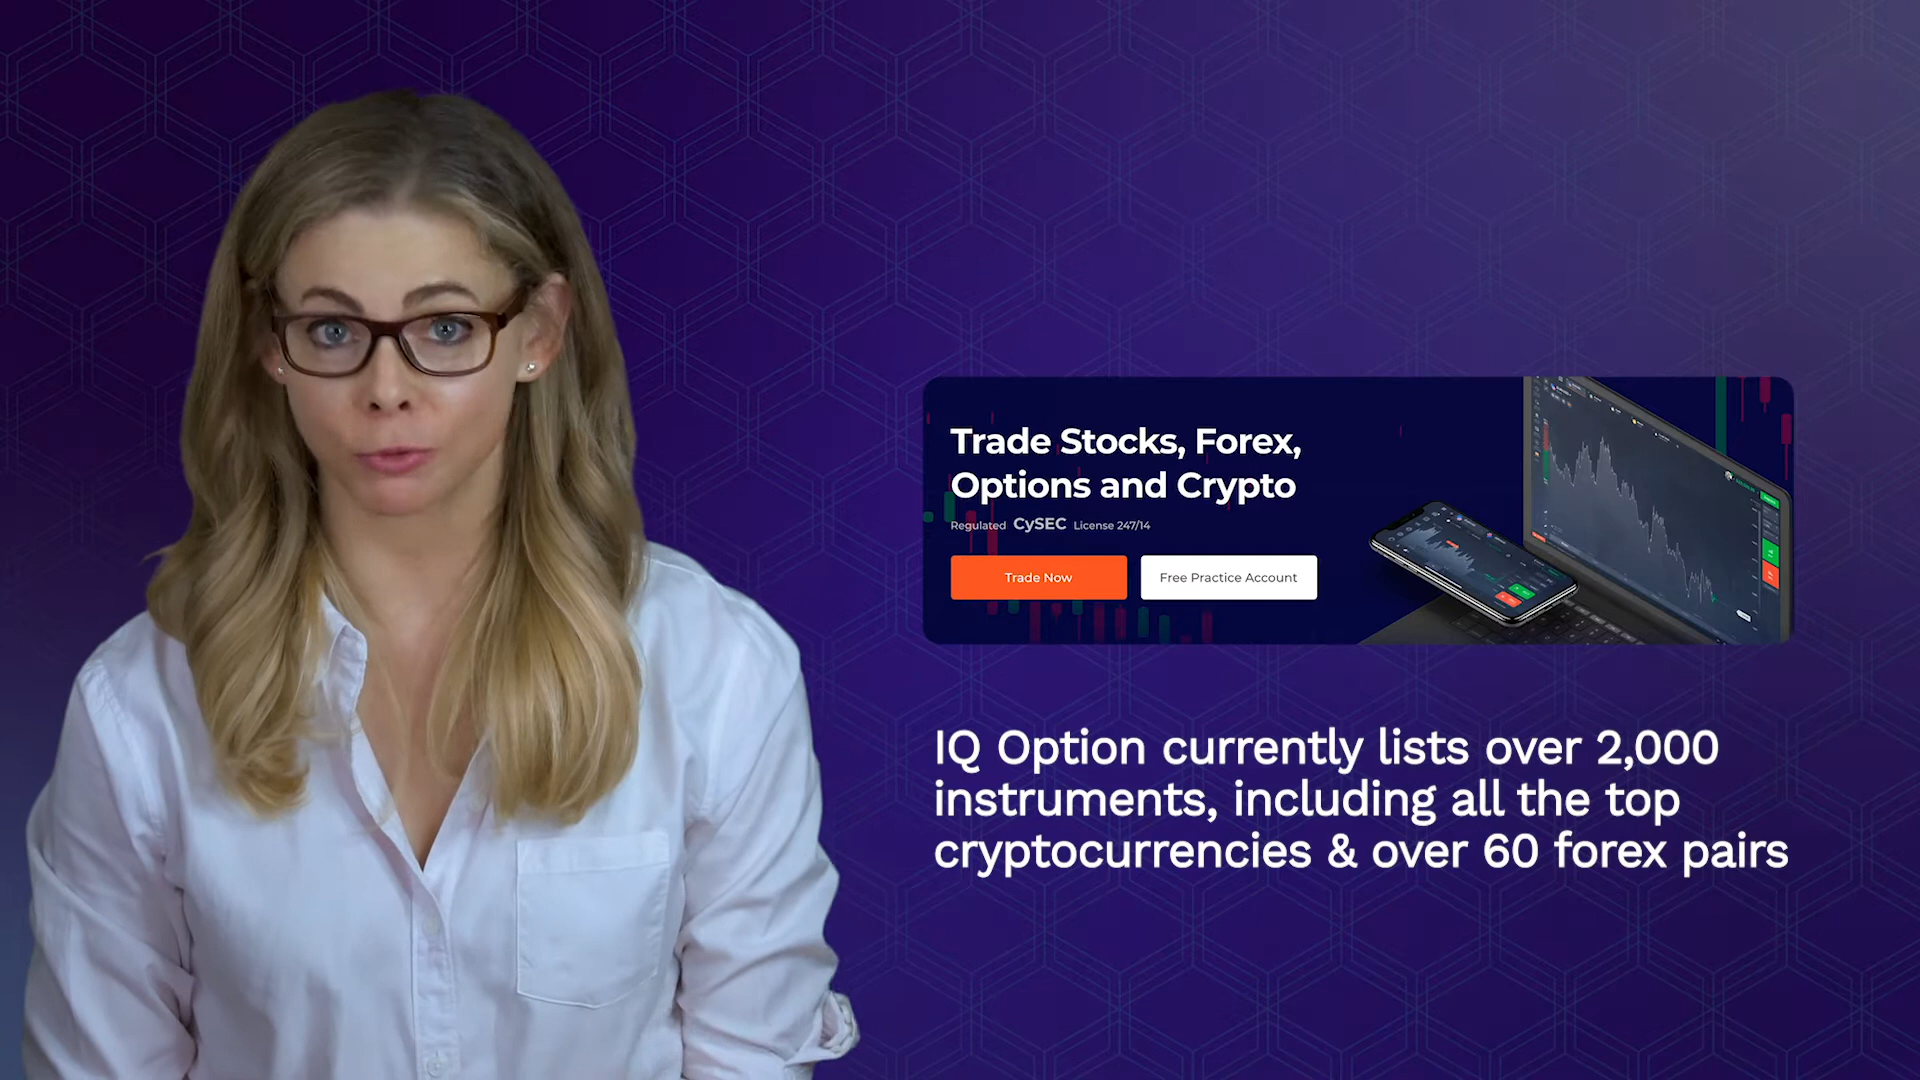 Trade Stocks, Forex,
Options and Crypto
Regulated CySEC License 247/14
Trade Now
Free Practice Account
IQ Option currently lists over 2,000
instruments, including all the top
cryptocurrencies & over 60 forex pairs